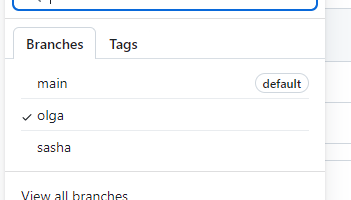 Branches Tags
main default
olga
sasha
View all branches